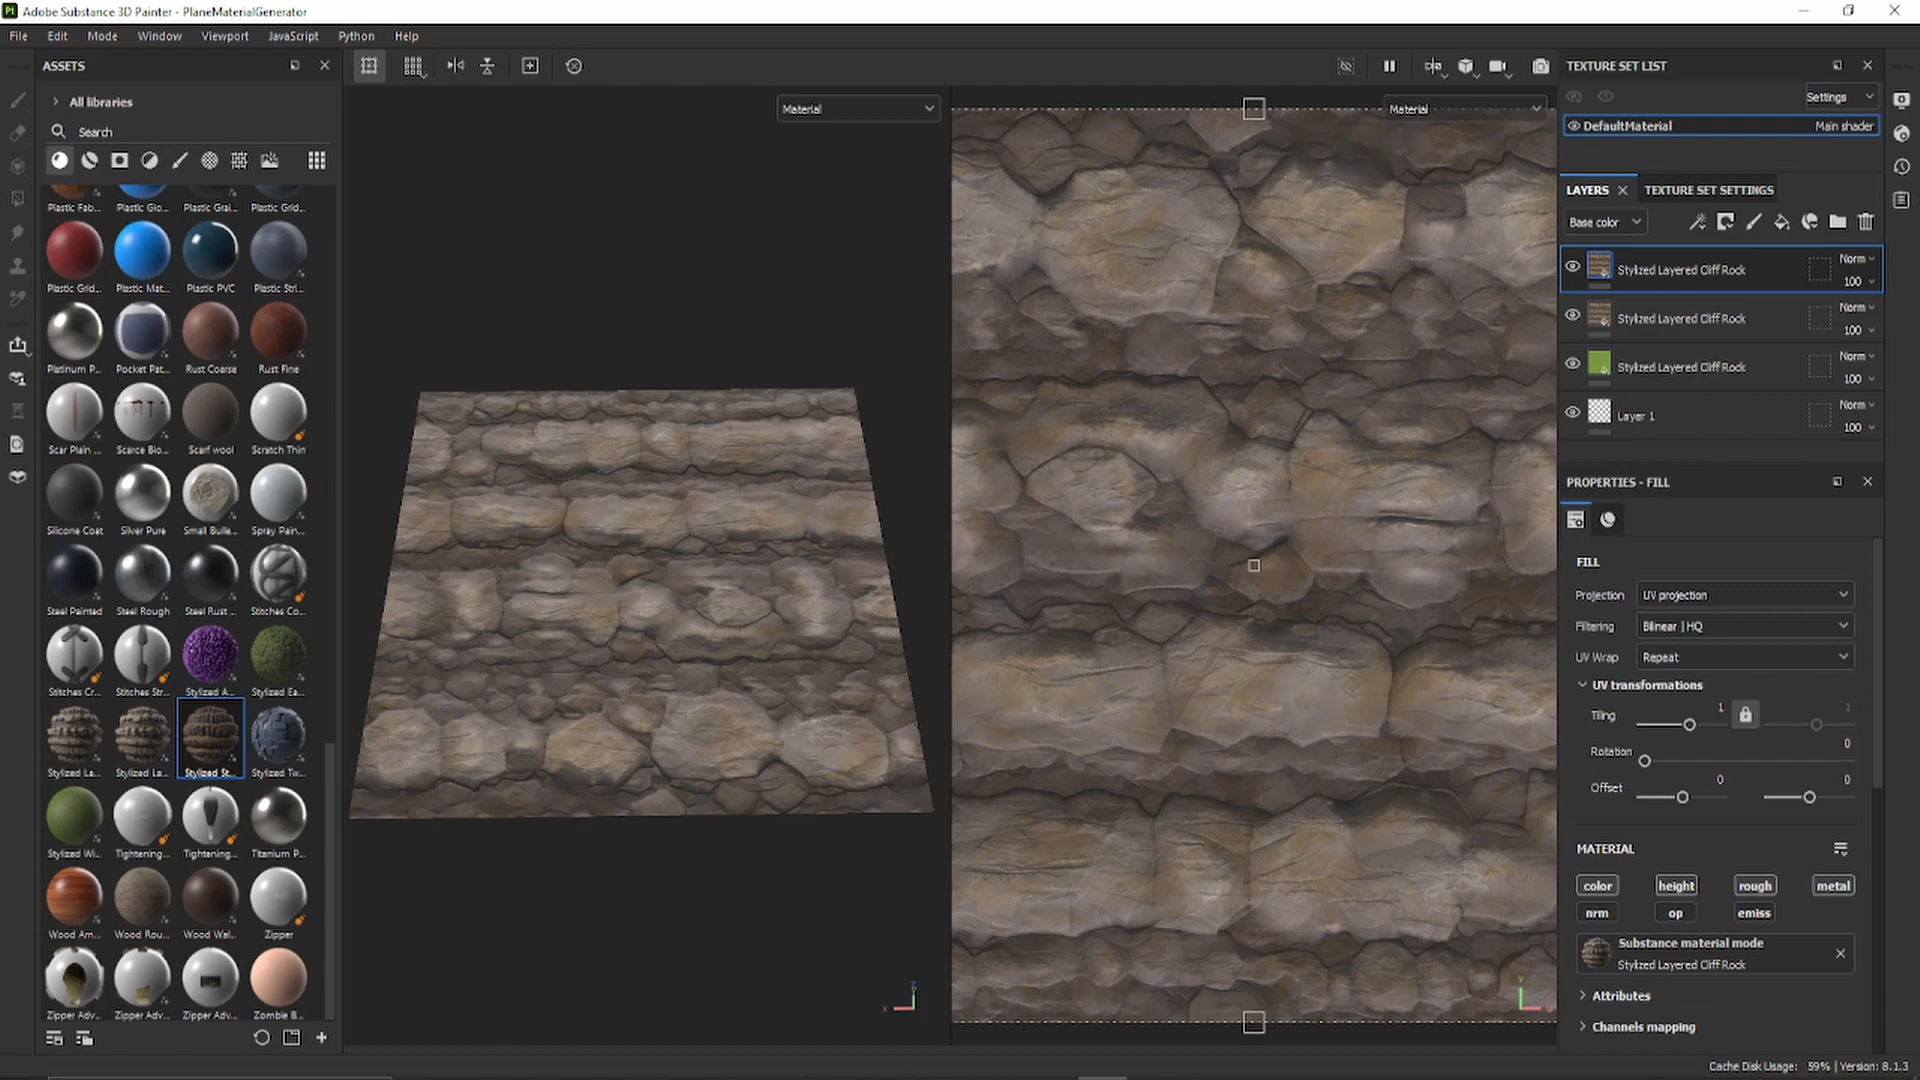 Pt Adobe Substance 3D Painter - PlaneMaterialGenerator
File Edit Mode Window Viewport JavaScript Python Help
ASSETS
All libraries
Search
Plastic Fab... Plastic Glo... Plastic Grai... Plastic Grid...
Plastic Grid... Plastic Mat... Plastic PVC Plastic Stri...
Platinum P... Pocket Pat... Rust Coarse Rust Fine
Scar Plain ... Scarce Blo... Scarf wool Scratch Thin
Silicone Coat Silver Pure Small Bulle... Spray Pain...
Steel Painted Steel Rough Steel Rust ... Stitches Co...
Stitches Cr... Stitches Str... Stylized A... Stylized Ea...
Stylized La... Stylized La... Stylized St... Stylized Tw...
Stylized Wi... Tightening... Tightening... Titanium P...
Wood Am... Wood Rou... Wood Wal... Zipper
Zipper Adv... Zipper Adv... Zipper Adv... Zombie B...
Material
Material
TEXTURE SET LIST
Settings
DefaultMaterial Main shader
LAYERS TEXTURE SET SETTINGS
Base color
Stylized Layered Cliff Rock Norm 100
Stylized Layered Cliff Rock Norm 100
Stylized Layered Cliff Rock Norm 100
Layer 1 Norm 100
PROPERTIES - FILL
FILL
Projection UV projection
Filtering Bilinear | HQ
UV Wrap Repeat
UV transformations
Tiling 1 1
Rotation 0
Offset 0 0
MATERIAL
color height rough metal
nrm op emiss
Substance material mode
Stylized Layered Cliff Rock
Attributes
Channels mapping
Cache Disk Usage: 59% | Version: 8.1.3